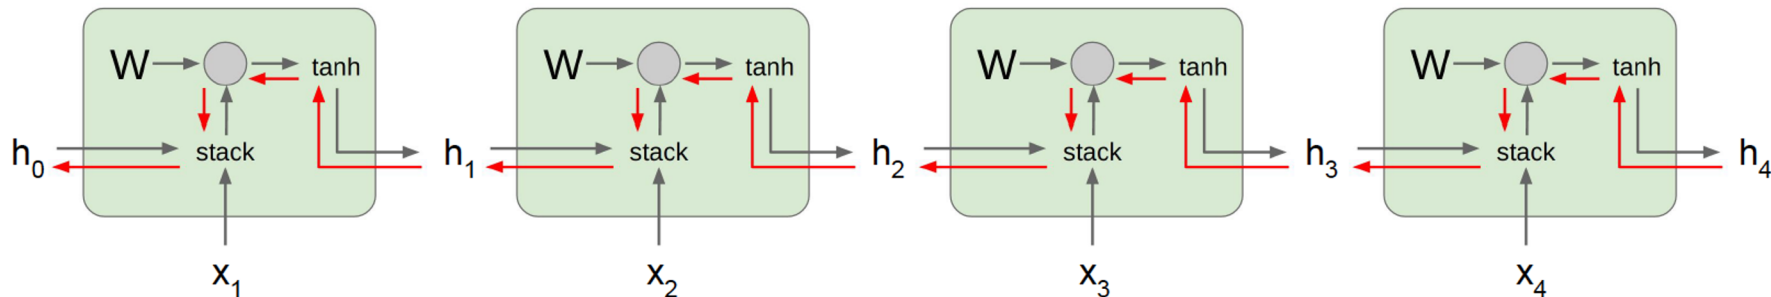 W tanh W tanh W tanh W tanh
h₀ stack h₁ stack h₂ stack h₃ stack h₄
x₁ x₂ x₃ x₄